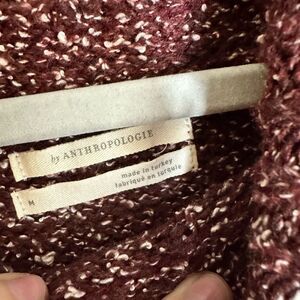 by ANTHROPOLOGIE
made in turkey
fabriqué en turquie
M